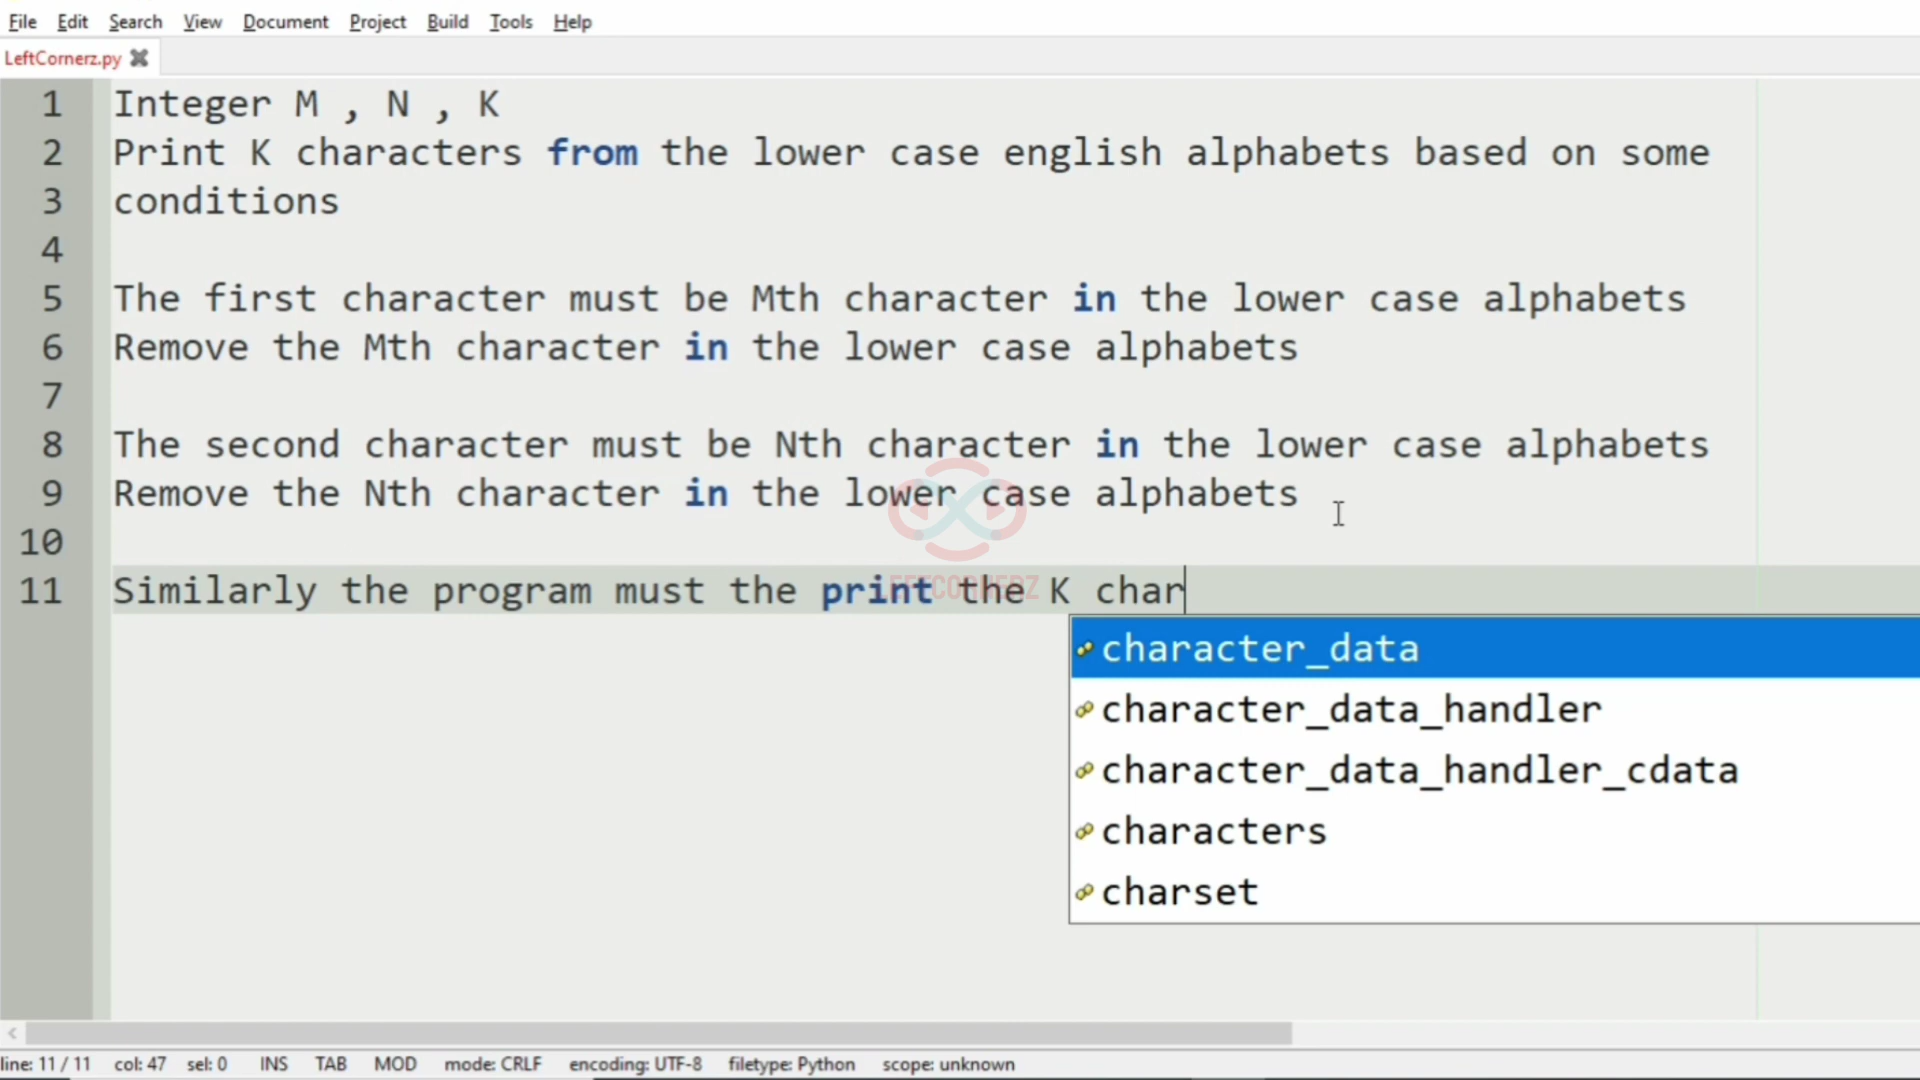 File Edit Search View Document Project Build Tools Help
LeftCornerz.py
1 Integer M , N , K
2 Print K characters from the lower case english alphabets based on some
3 conditions
4
5 The first character must be Mth character in the lower case alphabets
6 Remove the Mth character in the lower case alphabets
7
8 The second character must be Nth character in the lower case alphabets
9 Remove the Nth character in the lower case alphabets
10
11 Similarly the program must the print the K char
LEFTCORNERZ
character_data
character_data_handler
character_data_handler_cdata
characters
charset
line: 11 / 11 col: 47 sel: 0 INS TAB MOD mode: CRLF encoding: UTF-8 filetype: Python scope: unknown